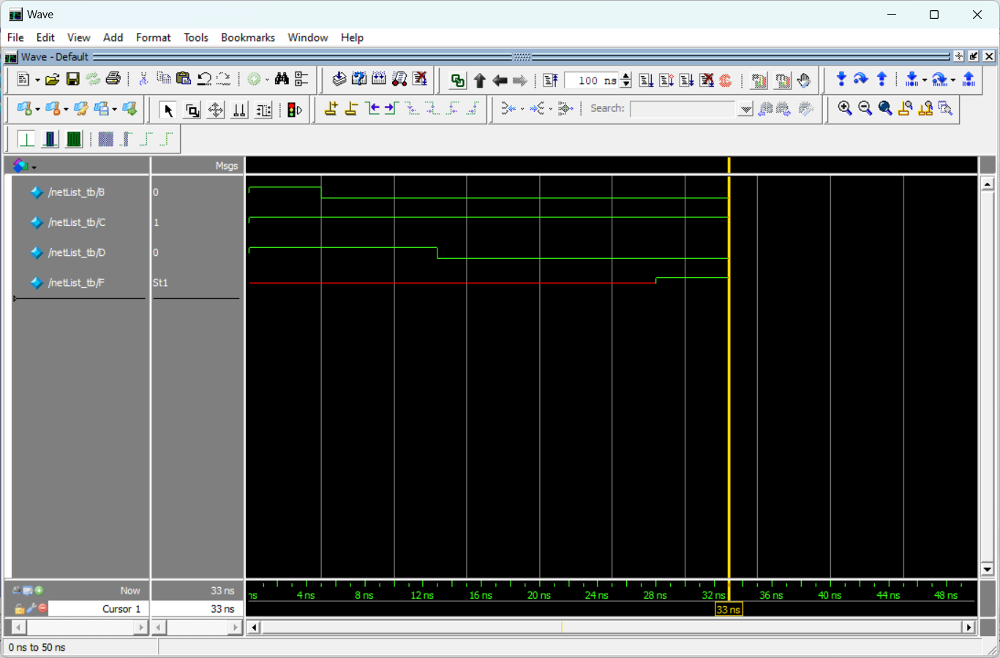 Wave
File Edit View Add Format Tools Bookmarks Window Help
Wave - Default
100 ns
Search:
Msgs
/netList_tb/B 0
/netList_tb/C 1
/netList_tb/D 0
/netList_tb/F St1
Now 33 ns
ns 4 ns 8 ns 12 ns 16 ns 20 ns 24 ns 28 ns 32 ns 36 ns 40 ns 44 ns 48 ns
Cursor 1 33 ns
33 ns
0 ns to 50 ns